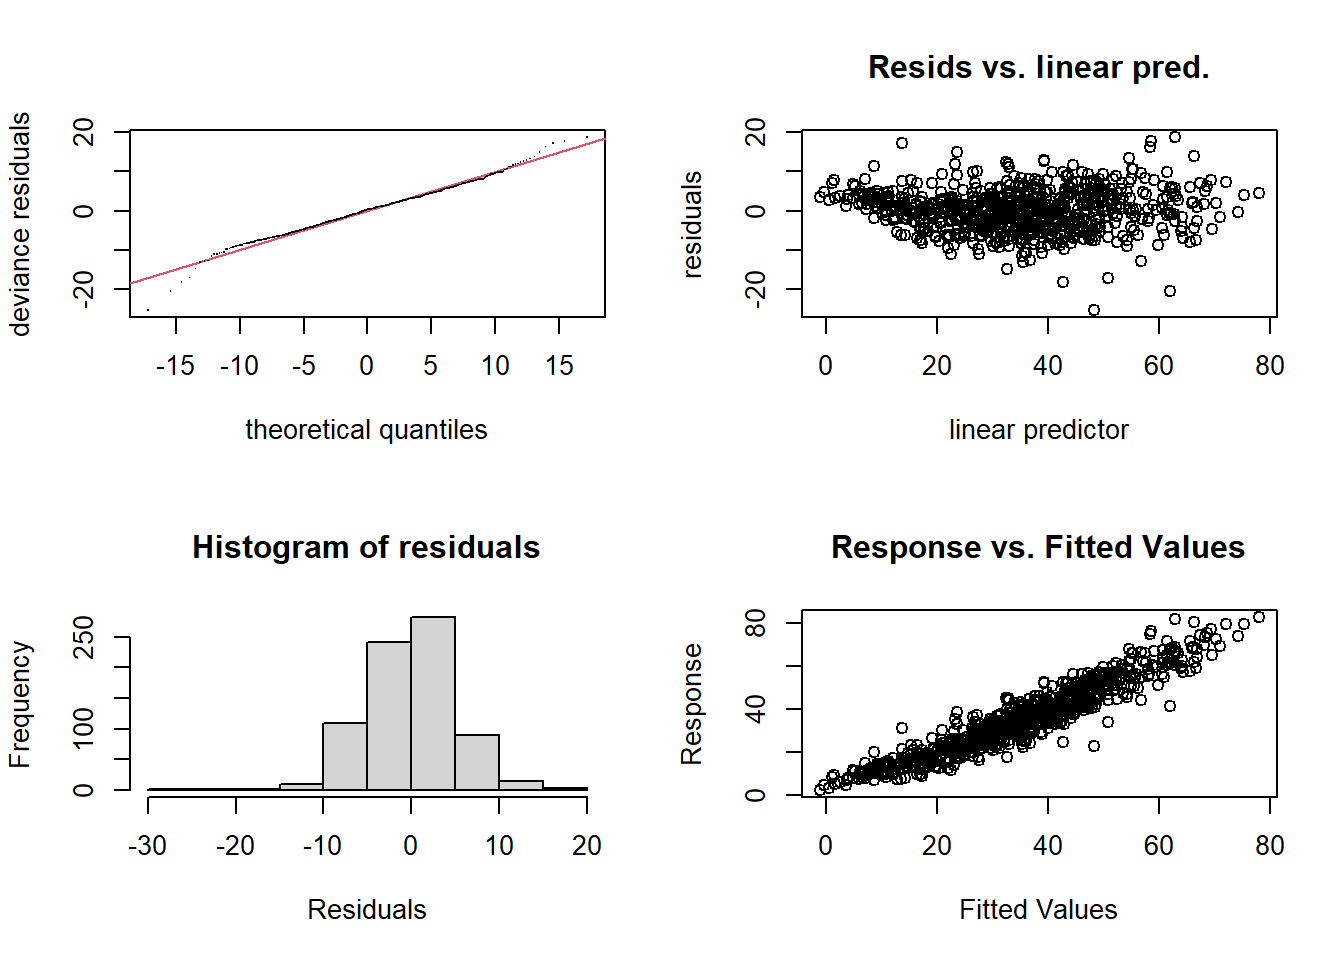 deviance residuals
20
0
-20
-15 -10 -5 0 5 10 15
theoretical quantiles
Resids vs. linear pred.
residuals
20
0
-20
0 20 40 60 80
linear predictor
Histogram of residuals
Frequency
250
100
0
-30 -20 -10 0 10 20
Residuals
Response vs. Fitted Values
Response
80
40
0
0 20 40 60 80
Fitted Values